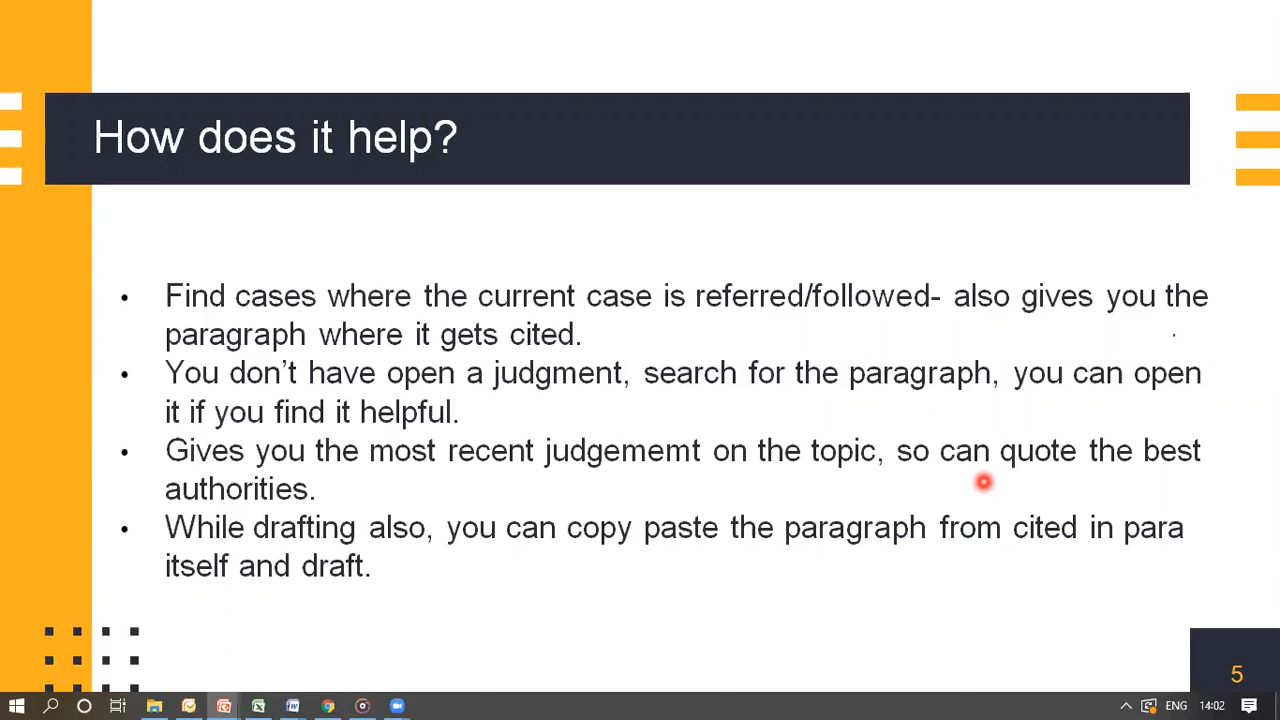 How does it help?
• Find cases where the current case is referred/followed- also gives you the
paragraph where it gets cited.
• You don’t have open a judgment, search for the paragraph, you can open
it if you find it helpful.
• Gives you the most recent judgememt on the topic, so can quote the best
authorities.
• While drafting also, you can copy paste the paragraph from cited in para
itself and draft.
5
ENG 14:02